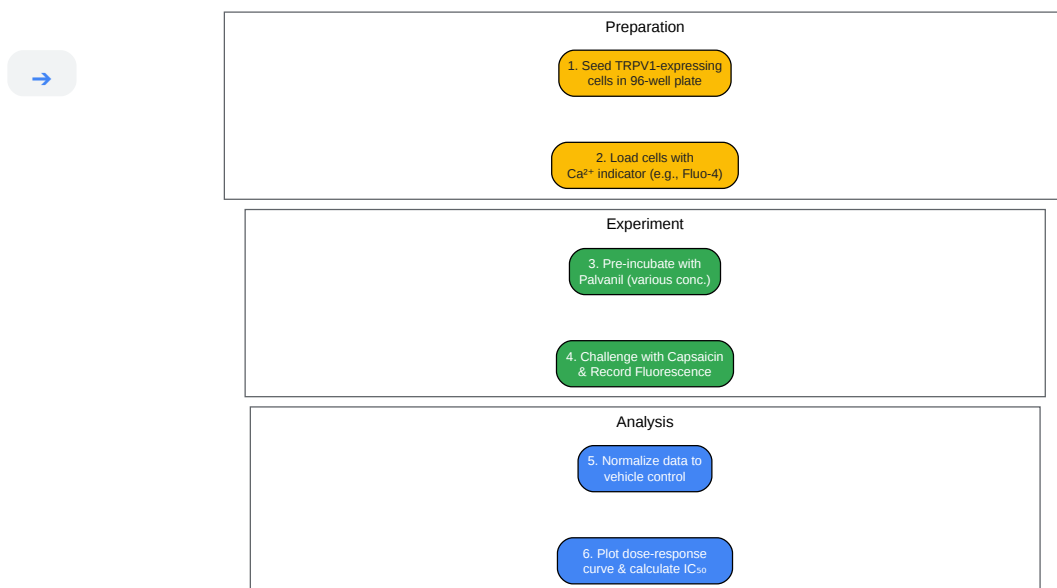 Preparation
1. Seed TRPV1-expressing
cells in 96-well plate
2. Load cells with
Ca²⁺ indicator (e.g., Fluo-4)
Experiment
3. Pre-incubate with
Palvanil (various conc.)
4. Challenge with Capsaicin
& Record Fluorescence
Analysis
5. Normalize data to
vehicle control
6. Plot dose-response
curve & calculate IC₅₀